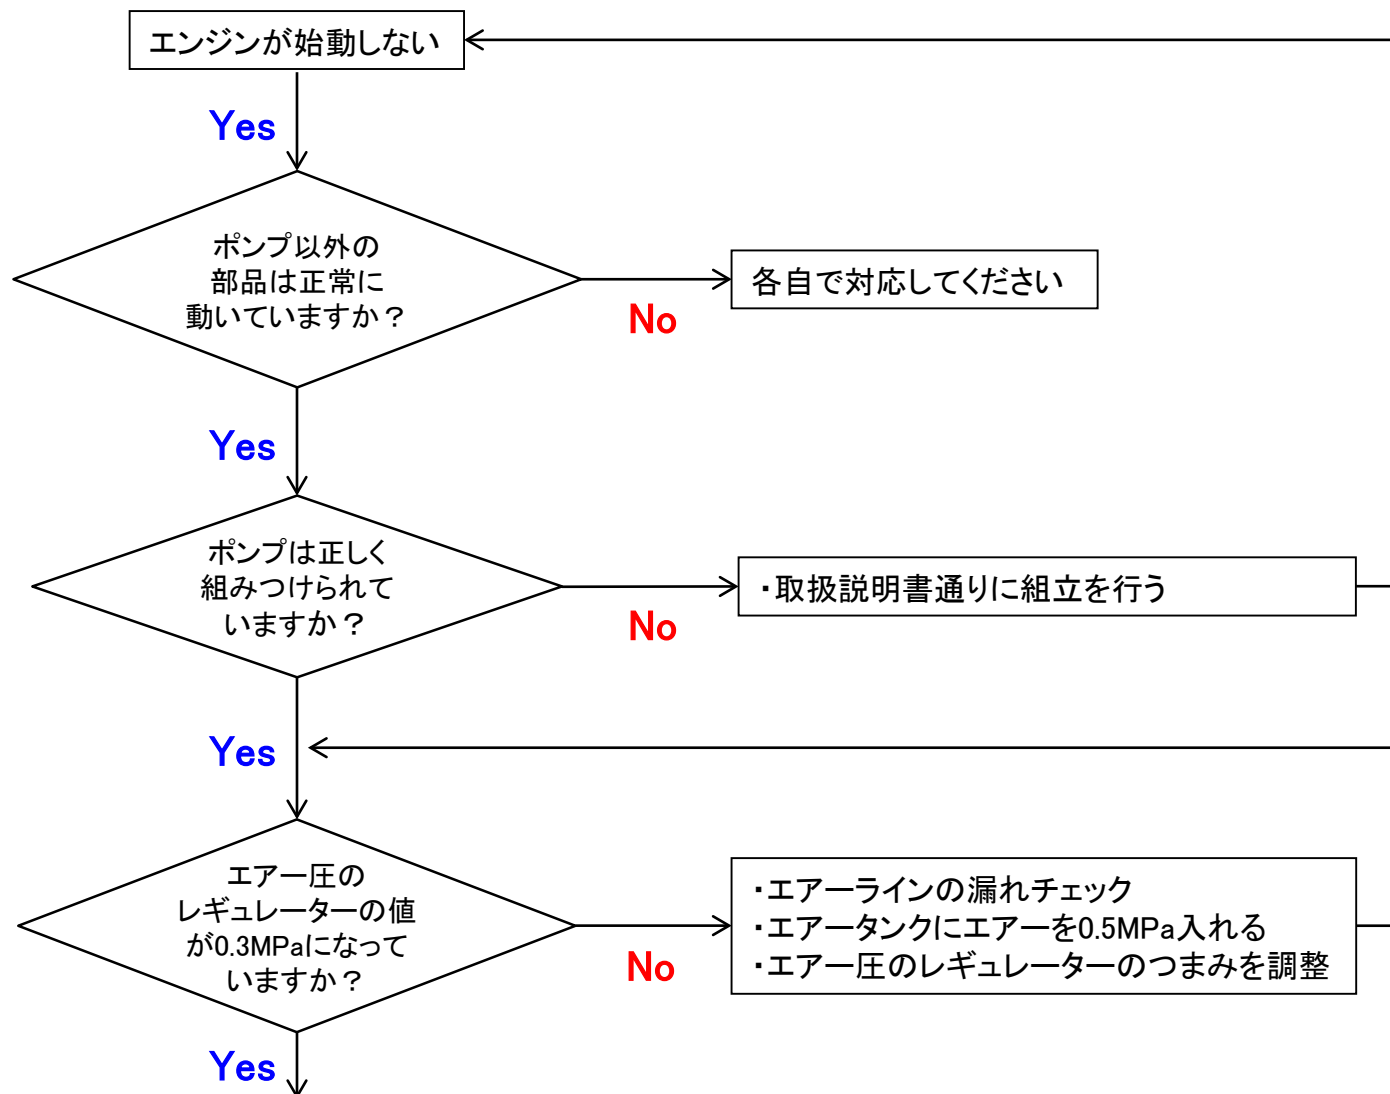 エンジンが始動しない
Yes
ポンプ以外の
部品は正常に
動いていますか？
No
各自で対応してください
Yes
ポンプは正しく
組みつけられて
いますか？
No
・取扱説明書通りに組立を行う
Yes
エアー圧の
レギュレーターの値
が0.3MPaになって
いますか？
No
・エアーラインの漏れチェック
・エアータンクにエアーを0.5MPa入れる
・エアー圧のレギュレーターのつまみを調整
Yes